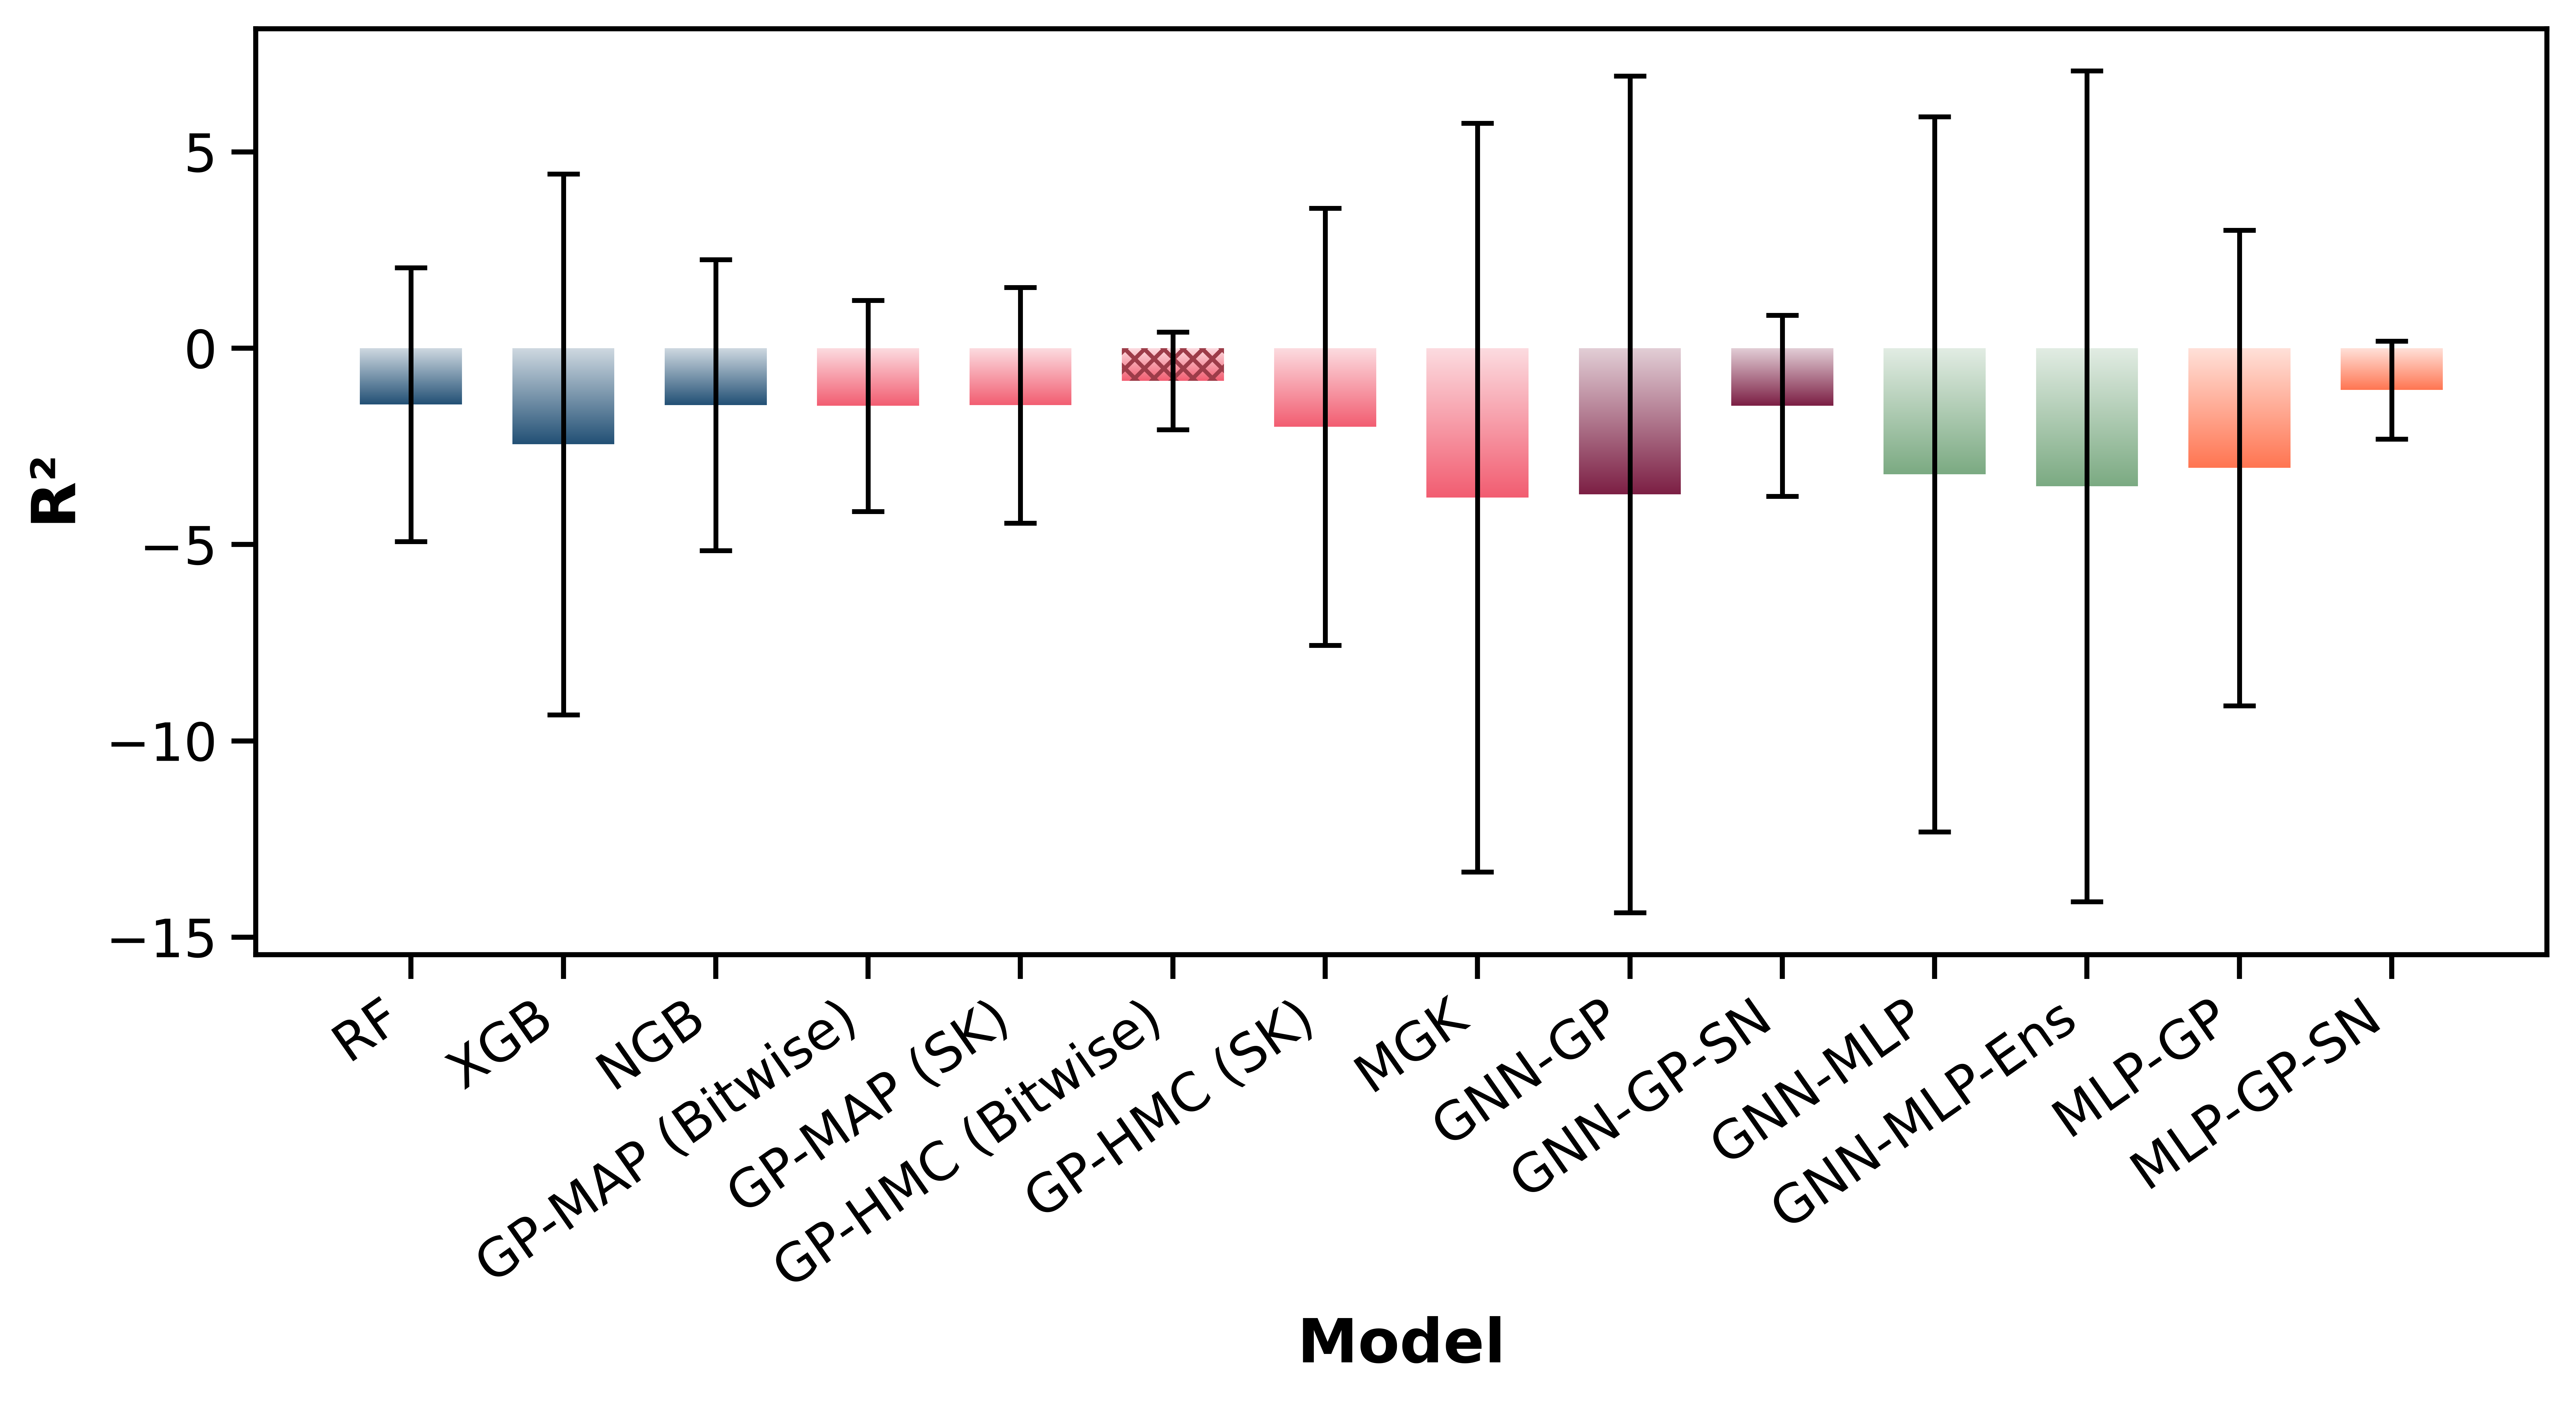 R²
5
0
−5
−10
−15
RF
XGB
NGB
GP-MAP (Bitwise)
GP-MAP (SK)
GP-HMC (Bitwise)
GP-HMC (SK)
MGK
GNN-GP
GNN-GP-SN
GNN-MLP
GNN-MLP-Ens
MLP-GP
MLP-GP-SN
Model